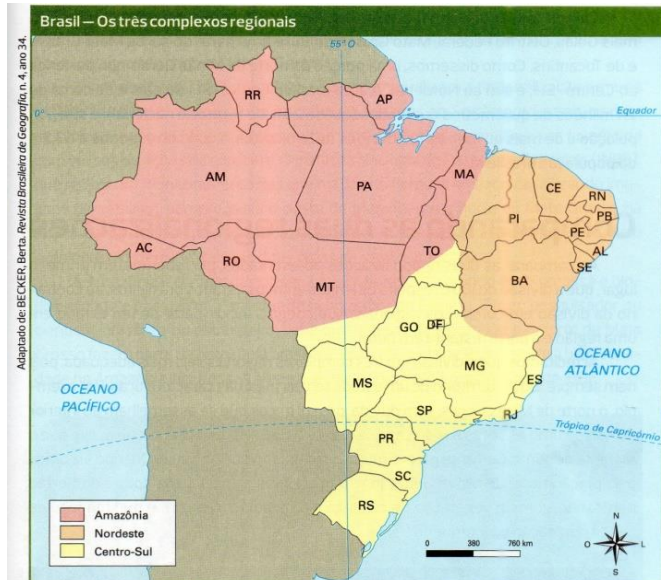 Brasil — Os três complexos regionais
Adaptado de: BECKER, Berta. Revista Brasileira de Geografia, n. 4, ano 34.
55° O
0°
Equador
RR
AP
AM
PA
MA
CE
RN
PB
PI
PE
AL
SE
AC
RO
TO
MT
BA
GO
DF
MG
ES
MS
SP
RJ
PR
SC
RS
OCEANO
PACÍFICO
OCEANO
ATLÂNTICO
Trópico de Capricórnio
Amazônia
Nordeste
Centro-Sul
0 380 760 km
N
O L
S